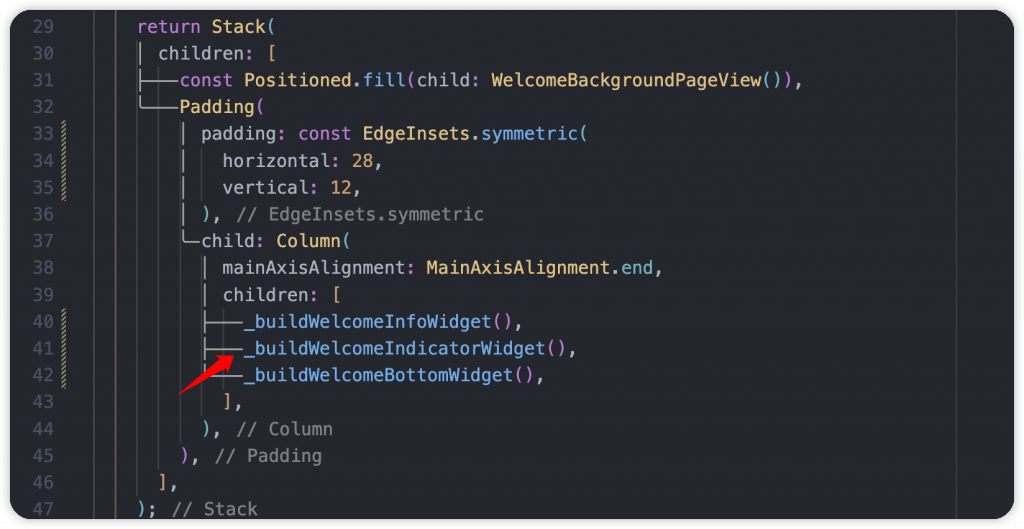 29 return Stack(
30 children: [
31 const Positioned.fill(child: WelcomeBackgroundPageView()),
32 Padding(
33 padding: const EdgeInsets.symmetric(
34 horizontal: 28,
35 vertical: 12,
36 ), // EdgeInsets.symmetric
37 child: Column(
38 mainAxisAlignment: MainAxisAlignment.end,
39 children: [
40 _buildWelcomeInfoWidget(),
41 _buildWelcomeIndicatorWidget(),
42 _buildWelcomeBottomWidget(),
43 ],
44 ), // Column
45 ), // Padding
46 ],
47 ); // Stack